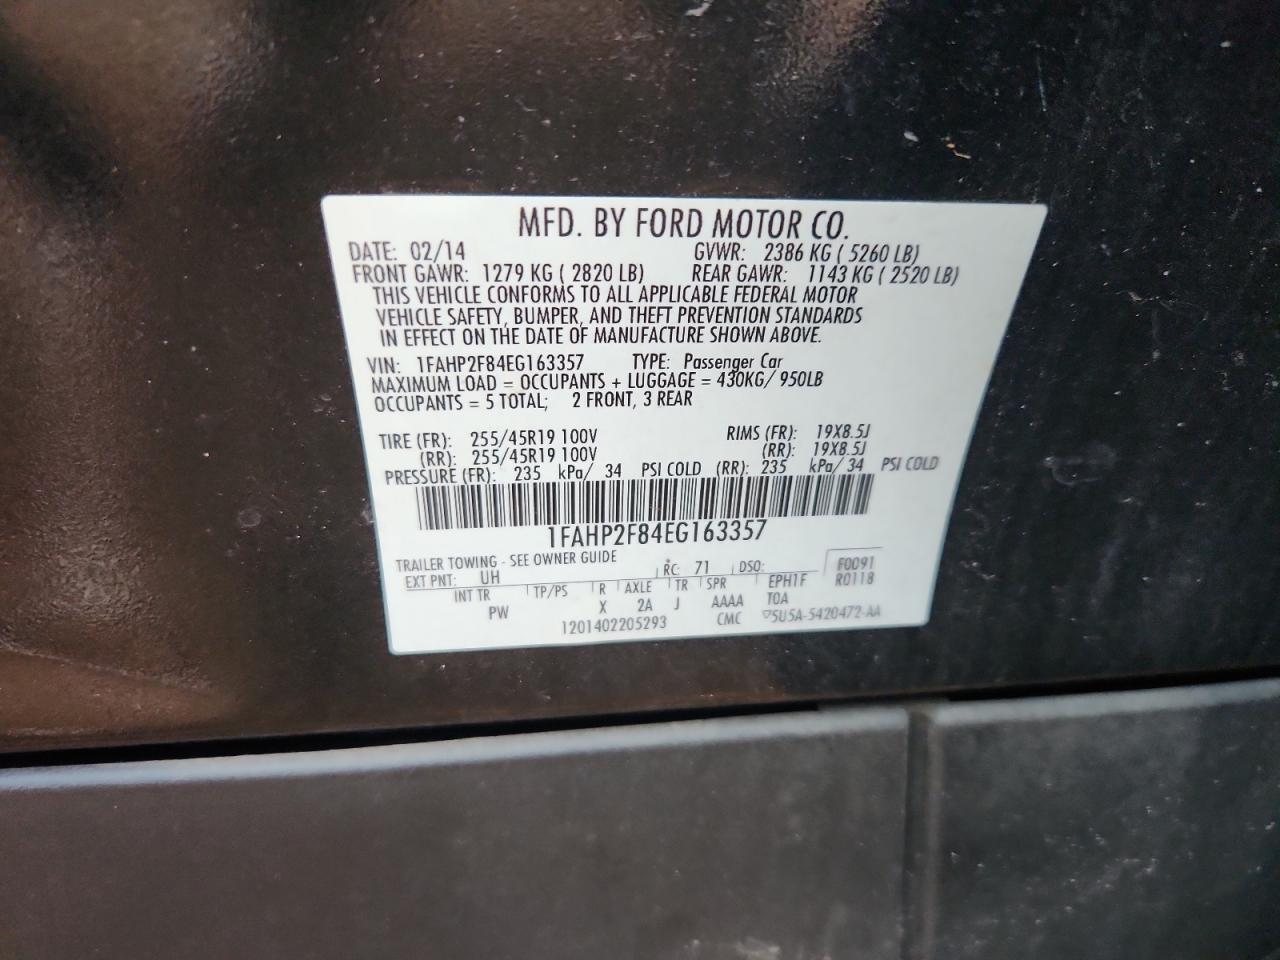 MFD. BY FORD MOTOR CO.
DATE: 02/14 GVWR: 2386 KG ( 5260 LB)
FRONT GAWR: 1279 KG ( 2820 LB) REAR GAWR: 1143 KG ( 2520 LB)
THIS VEHICLE CONFORMS TO ALL APPLICABLE FEDERAL MOTOR
VEHICLE SAFETY, BUMPER, AND THEFT PREVENTION STANDARDS
IN EFFECT ON THE DATE OF MANUFACTURE SHOWN ABOVE.
VIN: 1FAHP2F84EG163357 TYPE: Passenger Car
MAXIMUM LOAD = OCCUPANTS + LUGGAGE = 430KG/ 950LB
OCCUPANTS = 5 TOTAL; 2 FRONT, 3 REAR
TIRE (FR): 255/45R19 100V RIMS (FR): 19X8.5J
(RR): 255/45R19 100V (RR): 19X8.5J
PRESSURE (FR): 235 kPa/ 34 PSI COLD (RR): 235 kPa/ 34 PSI COLD
1FAHP2F84EG163357
TRAILER TOWING - SEE OWNER GUIDE
EXT PNT: UH RC: 71 DSO: F0091
INT TR TP/PS R AXLE TR SPR EPH1F R0118
PW X 2A J AAAA TOA
1201402205293 CMC ▽5U5A-5420472-AA